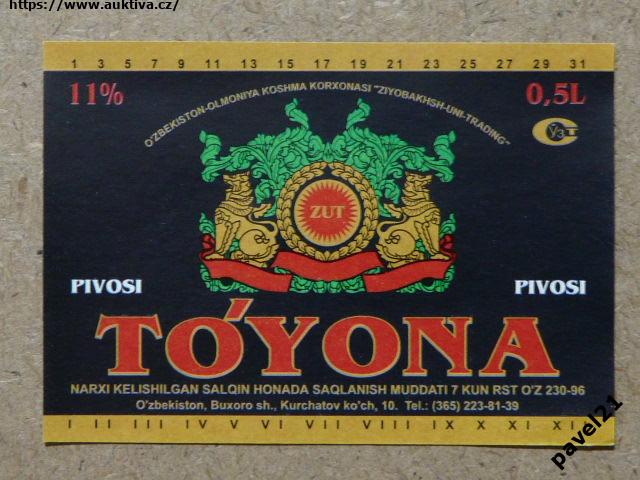 https://www.auktiva.cz/
1 3 5 7 9 11 13 15 17 19 21 23 25 27 29 31
11%
0,5L
O'ZBEKISTON-OLMONIYA KOSHMA KORXONASI "ZIYOBAKHSH-UNI-TRADING"
ZUT
PIVOSI
PIVOSI
TO'YONA
NARXI KELISHILGAN SALQIN HONADA SAQLANISH MUDDATI 7 KUN RST O'Z 230-96
O'zbekiston, Buxoro sh., Kurchatov ko'ch, 10. Tel.: (365) 223-81-39
I II III IV V VI VII VIII IX X XI XII
pavel21